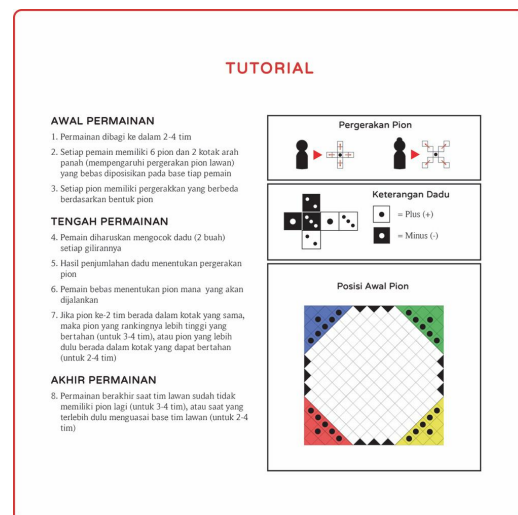 TUTORIAL
AWAL PERMAINAN
1. Permainan dibagi ke dalam 2-4 tim
2. Setiap pemain memiliki 6 pion dan 2 kotak arah
panah (mempengaruhi pergerakan pion lawan)
yang bebas diposisikan pada base tiap pemain
3. Setiap pion memiliki pergerakkan yang berbeda
berdasarkan bentuk pion
TENGAH PERMAINAN
4. Pemain diharuskan mengocok dadu (2 buah)
setiap gilirannya
5. Hasil penjumlahan dadu menentukan pergerakan
pion
6. Pemain bebas menentukan pion mana yang akan
dijalankan
7. Jika pion ke-2 tim berada dalam kotak yang sama,
maka pion yang rankingnya lebih tinggi yang
bertahan (untuk 3-4 tim), atau pion yang lebih
dulu berada dalam kotak yang dapat bertahan
(untuk 2-4 tim)
AKHIR PERMAINAN
8. Permainan berakhir saat tim lawan sudah tidak
memiliki pion lagi (untuk 3-4 tim), atau saat yang
terlebih dulu menguasai base tim lawan (untuk 2-4
tim)
Pergerakan Pion
Keterangan Dadu
= Plus (+)
= Minus (-)
Posisi Awal Pion